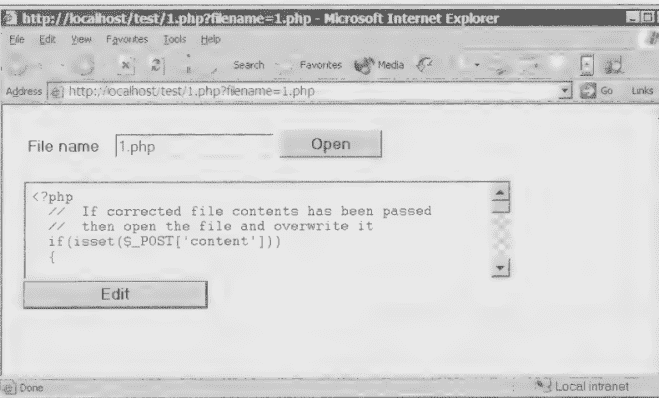 http://localhost/test/1.php?filename=1.php - Microsoft Internet Explorer
File Edit View Favorites Tools Help
Search Favorites Media
Address http://localhost/test/1.php?filename=1.php Go Links
File name 1.php Open
<?php
// If corrected file contents has been passed
// then open the file and overwrite it
if(isset($_POST['content']))
{
Edit
Done Local intranet